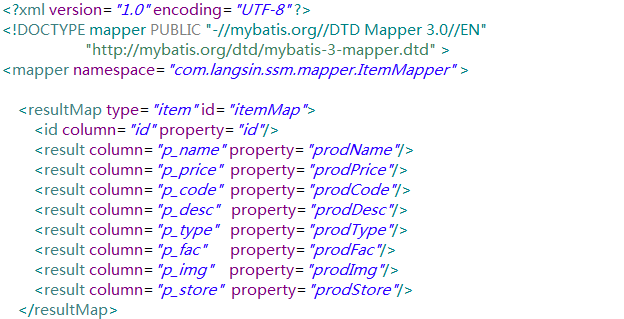 <?xml version="1.0" encoding="UTF-8" ?>
<!DOCTYPE mapper PUBLIC "-//mybatis.org//DTD Mapper 3.0//EN"
"http://mybatis.org/dtd/mybatis-3-mapper.dtd" >
<mapper namespace="com.langsin.ssm.mapper.ItemMapper" >
<resultMap type="item" id="itemMap">
<id column="id" property="id"/>
<result column="p_name" property="prodName"/>
<result column="p_price" property="prodPrice"/>
<result column="p_code" property="prodCode"/>
<result column="p_desc" property="prodDesc"/>
<result column="p_type" property="prodType"/>
<result column="p_fac" property="prodFac"/>
<result column="p_img" property="prodImg"/>
<result column="p_store" property="prodStore"/>
</resultMap>